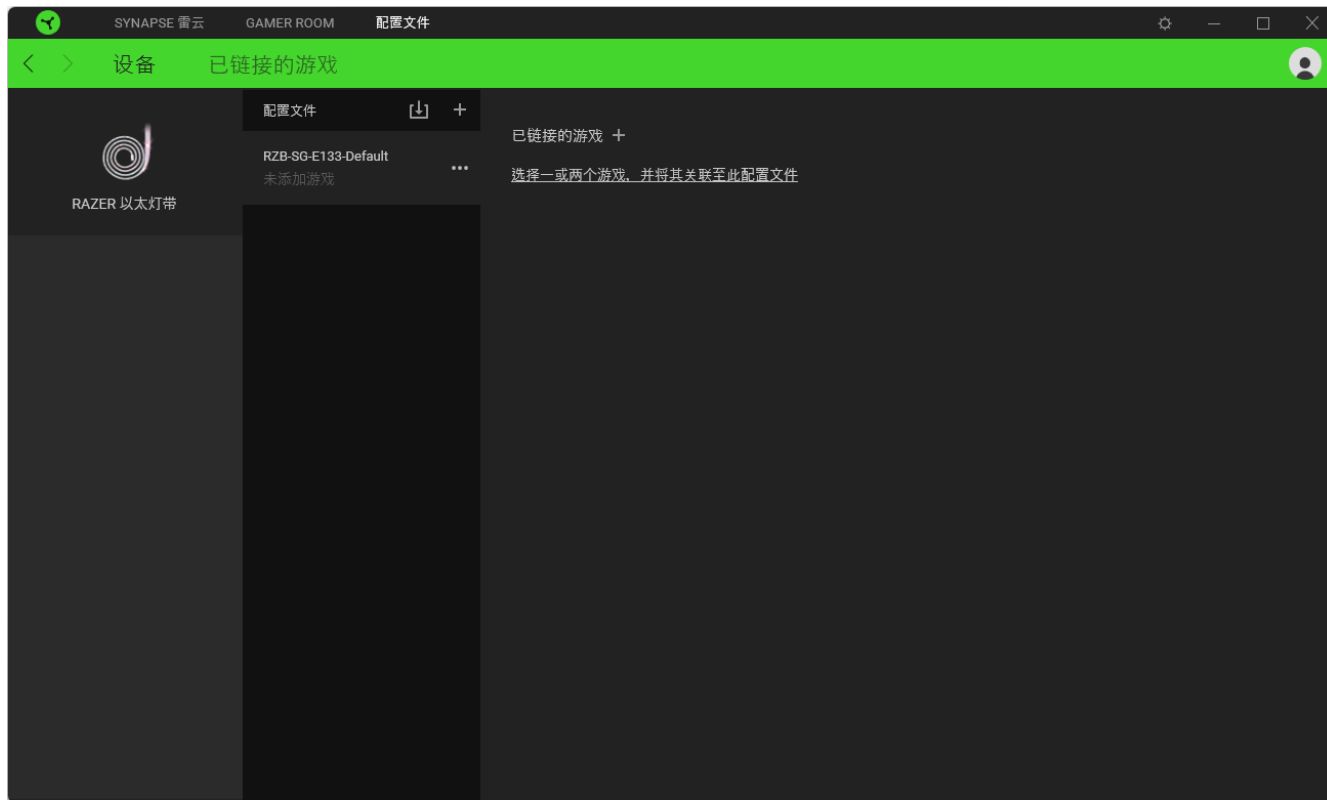 SYNAPSE 雷云 GAMER ROOM 配置文件
设备 已链接的游戏
配置文件
RZB-SG-E133-Default
未添加游戏
RAZER 以太灯带
已链接的游戏
选择一或两个游戏，并将其关联至此配置文件